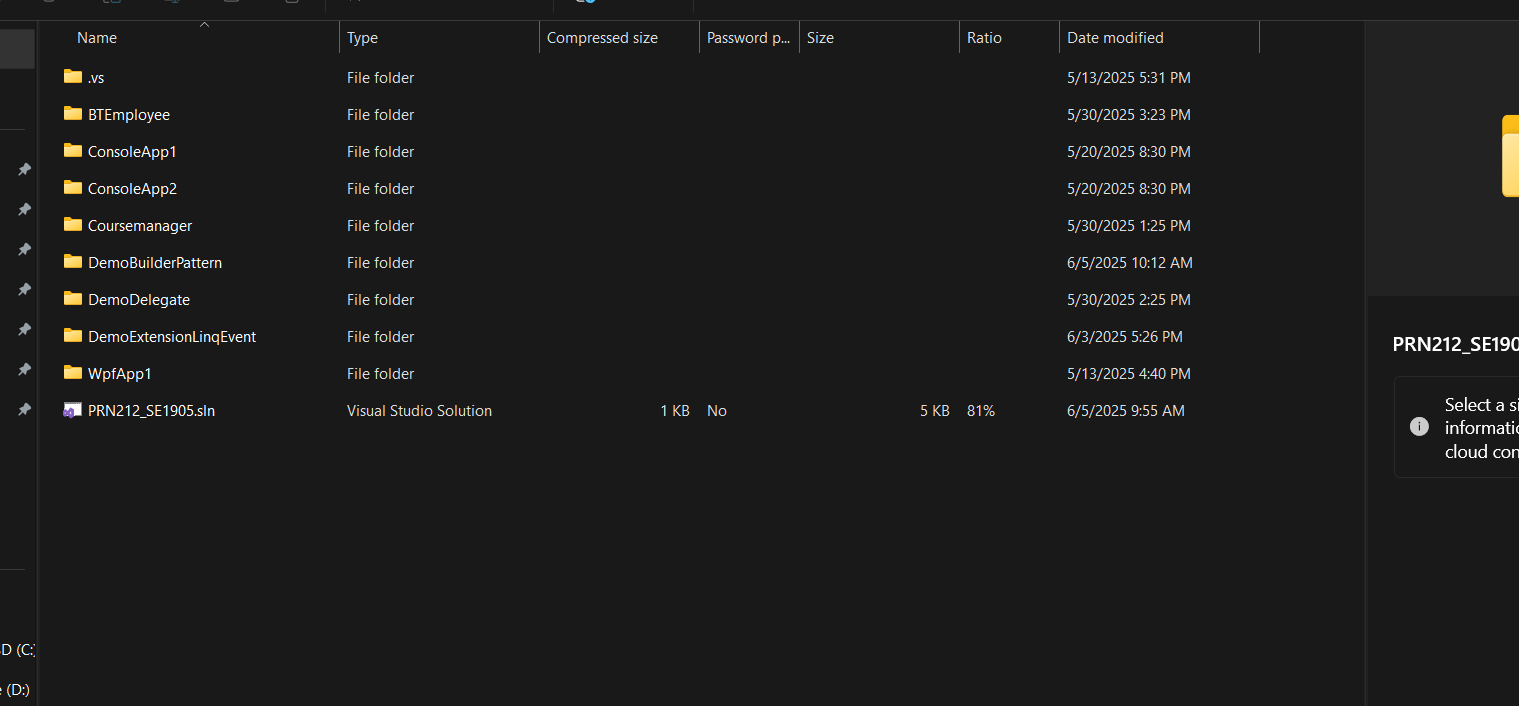 Name Type Compressed size Password p... Size Ratio Date modified
.vs File folder 5/13/2025 5:31 PM
BTEmployee File folder 5/30/2025 3:23 PM
ConsoleApp1 File folder 5/20/2025 8:30 PM
ConsoleApp2 File folder 5/20/2025 8:30 PM
Coursemanager File folder 5/30/2025 1:25 PM
DemoBuilderPattern File folder 6/5/2025 10:12 AM
DemoDelegate File folder 5/30/2025 2:25 PM
DemoExtensionLinqEvent File folder 6/3/2025 5:26 PM
WpfApp1 File folder 5/13/2025 4:40 PM
PRN212_SE1905.sln Visual Studio Solution 1 KB No 5 KB 81% 6/5/2025 9:55 AM
PRN212_SE190
Select a si
informatio
cloud con
D (C:)
e (D:)